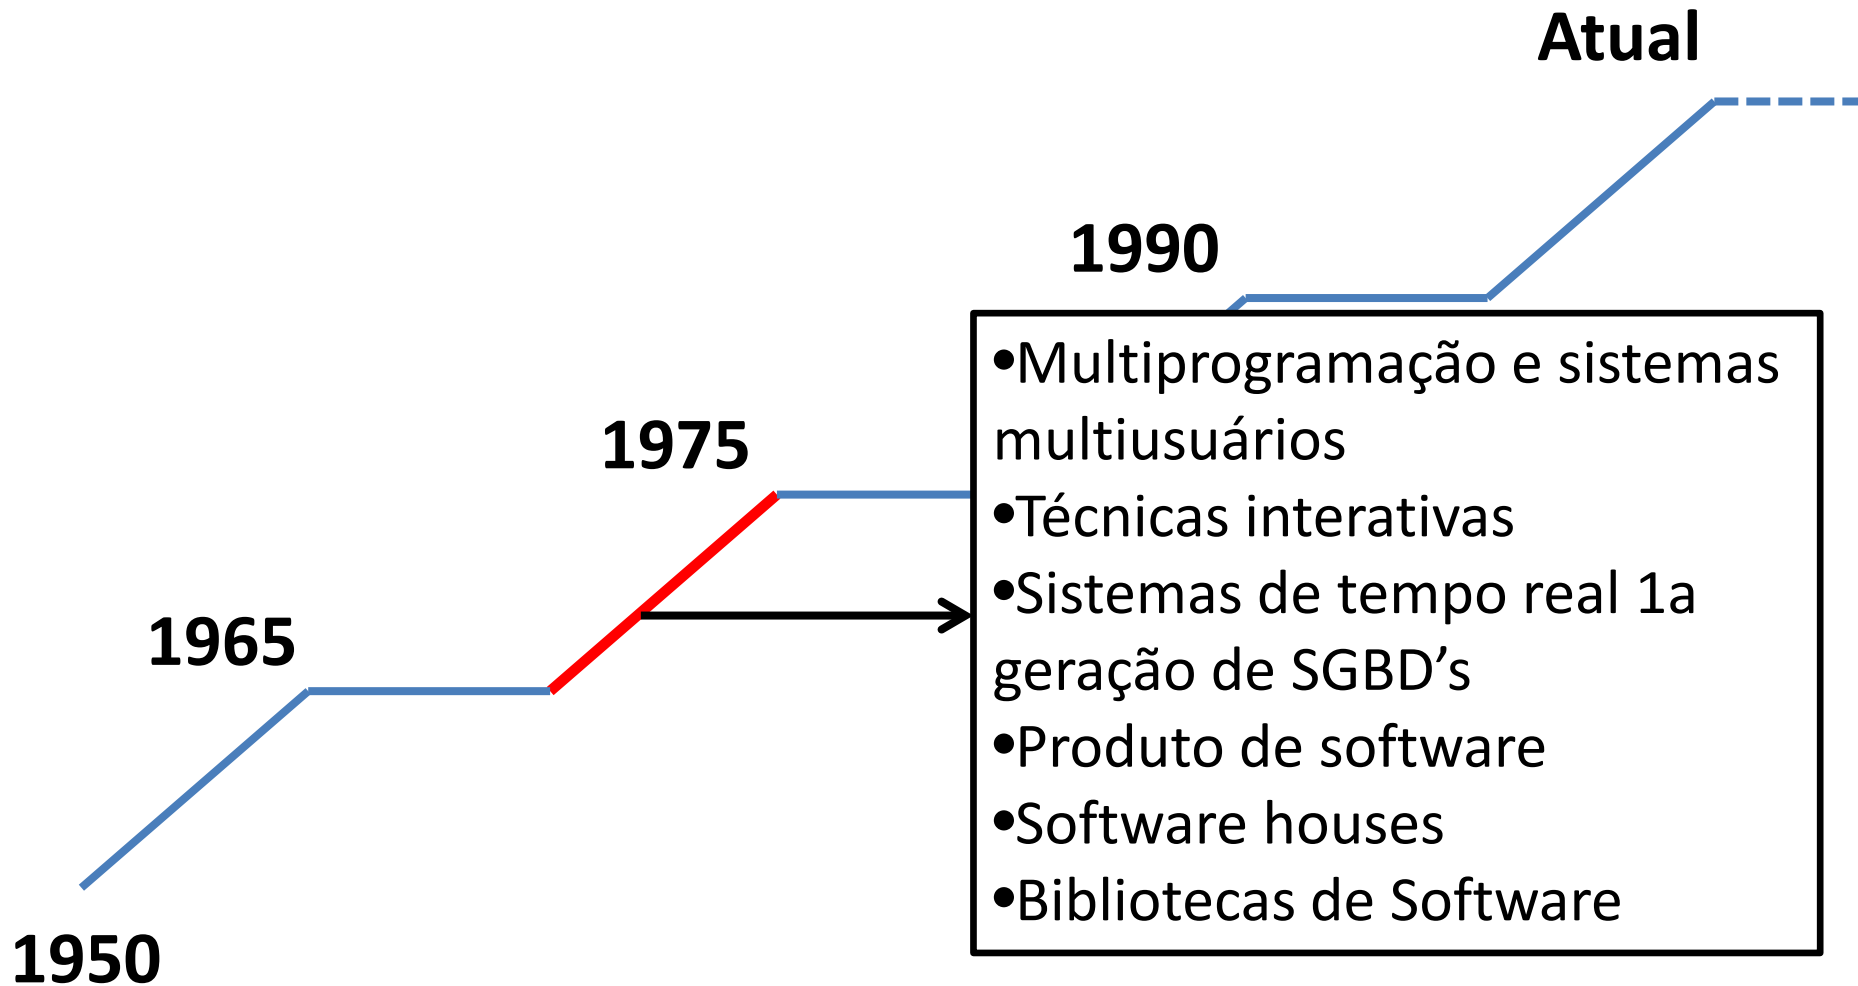 Atual
1990
1975
1965
1950
•Multiprogramação e sistemas
multiusuários
•Técnicas interativas
•Sistemas de tempo real 1a
geração de SGBD’s
•Produto de software
•Software houses
•Bibliotecas de Software